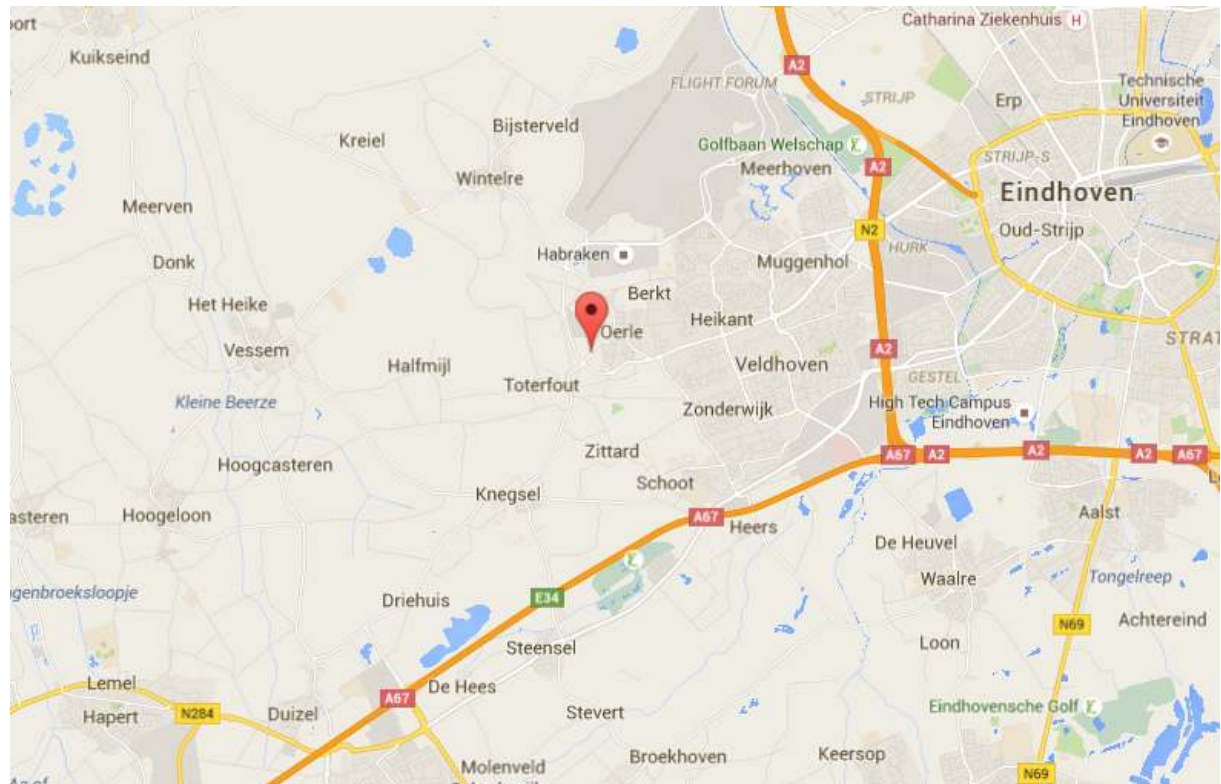 oort
Kuikseind
Catharina Ziekenhuis H
A2
FLIGHT FORUM
STRIJP
Erp
Technische
Universiteit
Eindhoven
Kreiel
Bijsterveld
Golfbaan Welschap
Meerhoven
A2
STRIJP-S
Wintelre
Meerven
Eindhoven
N2
Oud-Strijp
HURK
Donk
Habraken
Muggenhol
Het Heike
Berkt
Oerle
Heikant
STRAT
Vessem
Halfmijl
A2
Toterfout
Veldhoven
GESTEL
Kleine Beerze
Zonderwijk
High Tech Campus
Eindhoven
Zittard
A67
A2
A2
A2
A67
Hoogcasteren
Schoot
Knegsel
asteren
Hoogeloon
A67
Heers
Aalst
De Heuvel
Waalre
Tongelreep
genbroeksloopje
Driehuis
E34
Achtereind
N69
Steensel
Loon
Lemel
De Hees
A67
Hapert
N284
Duizel
Stevert
Eindhovensche Golf
Molenveld
Broekhoven
Keersop
N69